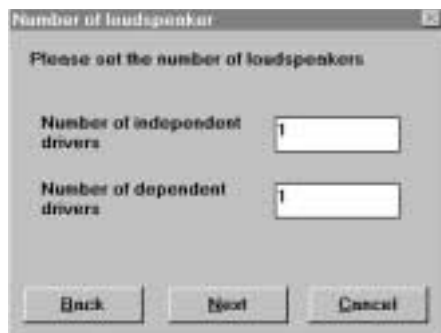 Number of loudspeaker
Please set the number of loudspeakers
Number of independent
drivers
1
Number of dependent
drivers
1
Back
Next
Cancel